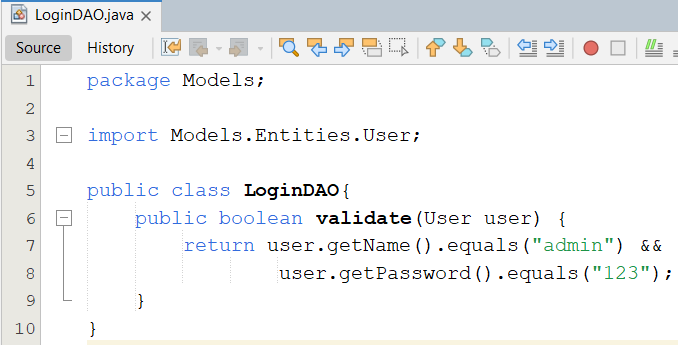 LoginDAO.java
Source History
1 package Models;
2
3 import Models.Entities.User;
4
5 public class LoginDAO{
6 public boolean validate(User user) {
7 return user.getName().equals("admin") &&
8 user.getPassword().equals("123");
9 }
10 }